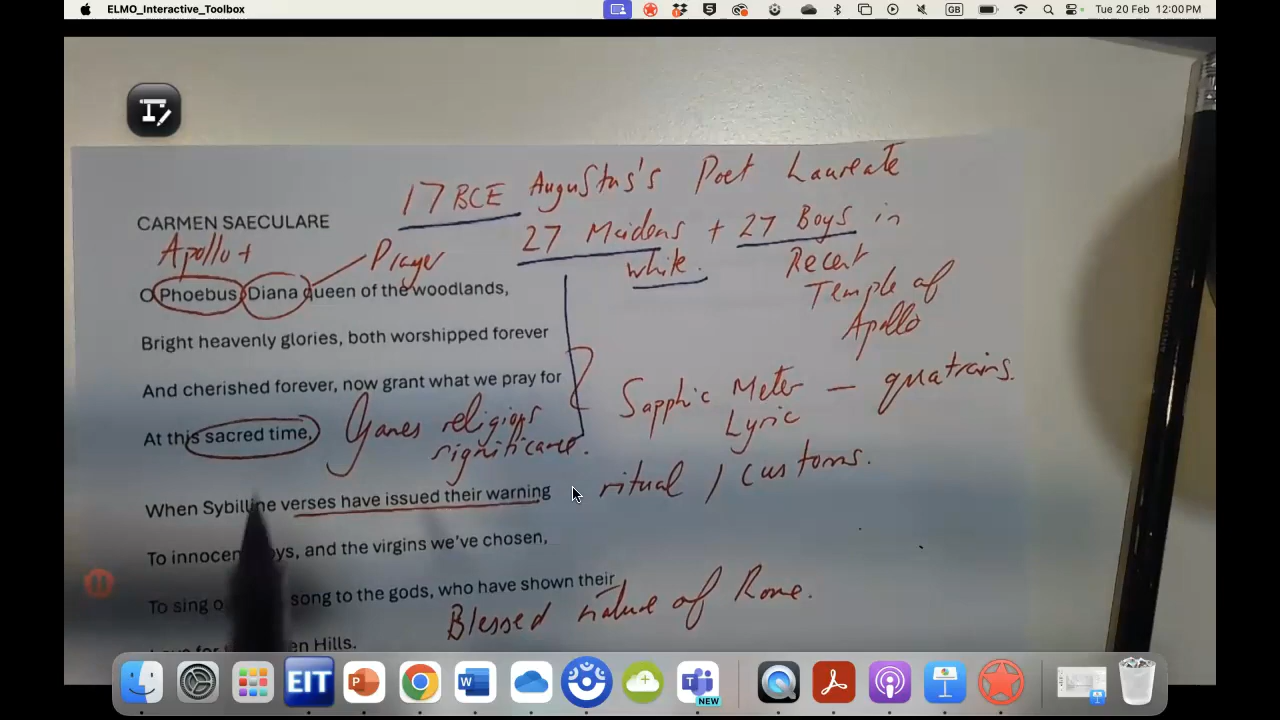 ELMO_Interactive_Toolbox
GB
Tue 20 Feb 12:00 PM
17 BCE Augustus's Poet Laureate
CARMEN SAECULARE
27 Maidens + 27 Boys in
white.
Recent
Temple of
Apollo
Apollo +
Prayer
O Phoebus, Diana queen of the woodlands,
Bright heavenly glories, both worshipped forever
And cherished forever, now grant what we pray for
Sapphic Meter — quatrains.
Lyric
At this sacred time,
Games religious
significance.
ritual / customs.
When Sybilline verses have issued their warning
To innocent boys, and the virgins we've chosen,
To sing song to the gods, who have shown their
Blessed nature of Rome.
Hills.
EIT
NEW